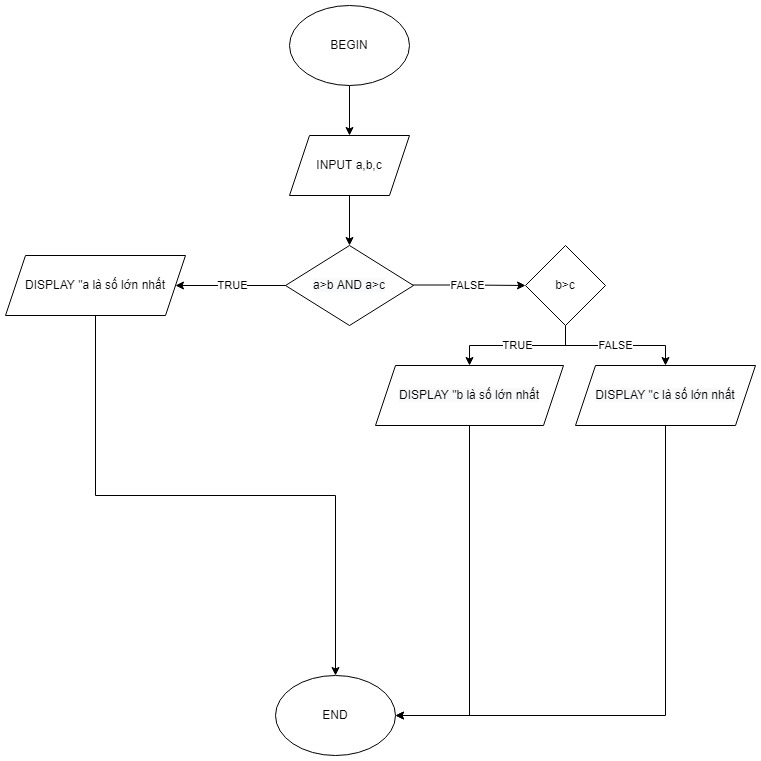 BEGIN
INPUT a,b,c
a>b AND a>c
TRUE
FALSE
DISPLAY "a là số lớn nhất
b>c
TRUE
FALSE
DISPLAY "b là số lớn nhất
DISPLAY "c là số lớn nhất
END